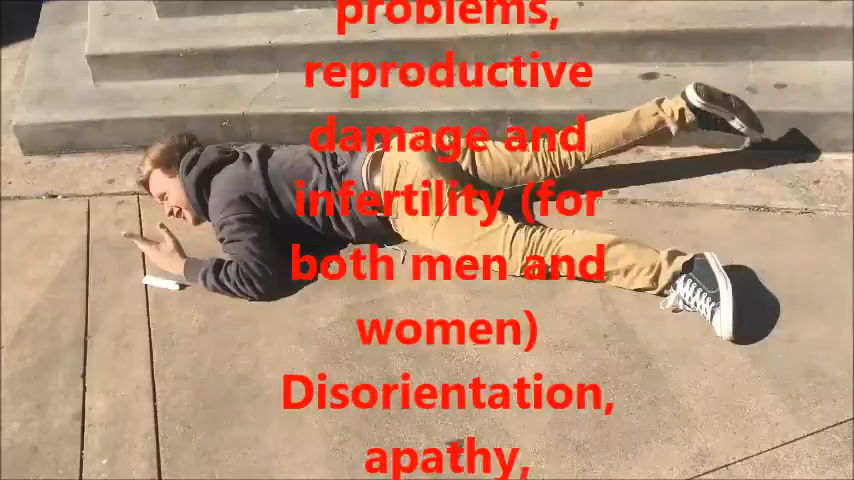 problems,
reproductive
damage and
infertility (for
both men and
women)
Disorientation,
apathy,